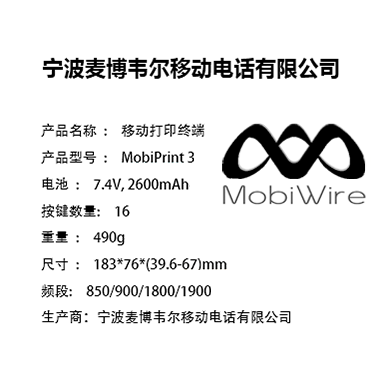 宁波麦博韦尔移动电话有限公司
产品名称 ： 移动打印终端
产品型号 ： MobiPrint 3
电池 ： 7.4V, 2600mAh
按键数量: 16
重量 ： 490g
尺寸 ： 183*76*(39.6-67)mm
频段: 850/900/1800/1900
生产商: 宁波麦博韦尔移动电话有限公司
MobiWire